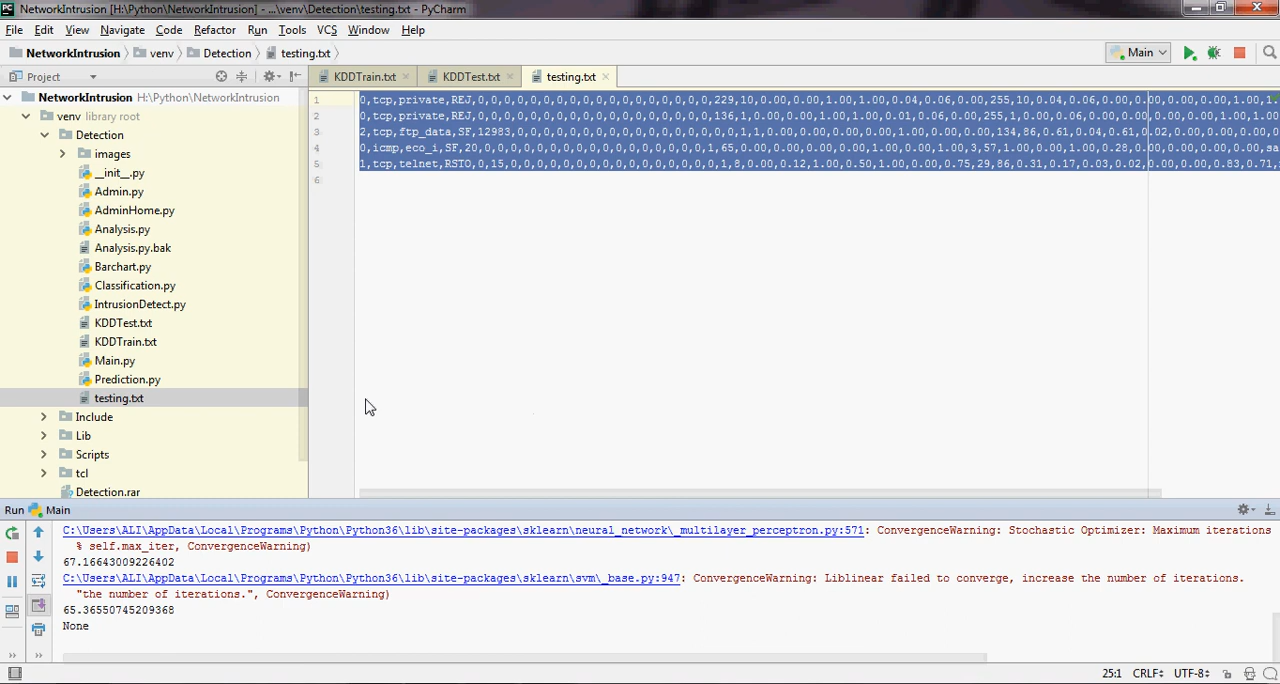 NetworkIntrusion [H:\Python\NetworkIntrusion] - ...\venv\Detection\testing.txt - PyCharm
File Edit View Navigate Code Refactor Run Tools VCS Window Help
NetworkIntrusion venv Detection testing.txt Main
Project KDDTrain.txt KDDTest.txt testing.txt
NetworkIntrusion H:\Python\NetworkIntrusion
venv library root
Detection
images
__init__.py
Admin.py
AdminHome.py
Analysis.py
Analysis.py.bak
Barchart.py
Classification.py
IntrusionDetect.py
KDDTest.txt
KDDTrain.txt
Main.py
Prediction.py
testing.txt
Include
Lib
Scripts
tcl
Detection.rar
1 0,tcp,private,REJ,0,0,0,0,0,0,0,0,0,0,0,0,0,0,0,0,0,0,229,10,0.00,0.00,1.00,1.00,0.04,0.06,0.00,255,10,0.04,0.06,0.00,0.00,0.00,0.00,1.00,1.
2 0,tcp,private,REJ,0,0,0,0,0,0,0,0,0,0,0,0,0,0,0,0,0,0,136,1,0.00,0.00,1.00,1.00,0.01,0.06,0.00,255,1,0.00,0.06,0.00,0.00,0.00,0.00,1.00,1.00
3 2,tcp,ftp_data,SF,12983,0,0,0,0,0,0,0,0,0,0,0,0,0,0,0,0,0,1,1,0.00,0.00,0.00,0.00,1.00,0.00,0.00,134,86,0.61,0.04,0.61,0.02,0.00,0.00,0.00,0.
4 0,icmp,eco_i,SF,20,0,0,0,0,0,0,0,0,0,0,0,0,0,0,0,0,0,1,65,0.00,0.00,0.00,0.00,1.00,0.00,1.00,3,57,1.00,0.00,1.00,0.28,0.00,0.00,0.00,0.00,sa
5 1,tcp,telnet,RSTO,0,15,0,0,0,0,0,0,0,0,0,0,0,0,0,0,0,0,1,8,0.00,0.12,1.00,0.50,1.00,0.00,0.75,29,86,0.31,0.17,0.03,0.02,0.00,0.00,0.83,0.71,
6
Run Main
C:\Users\ALI\AppData\Local\Programs\Python\Python36\lib\site-packages\sklearn\neural_network\_multilayer_perceptron.py:571: ConvergenceWarning: Stochastic Optimizer: Maximum iterations
% self.max_iter, ConvergenceWarning)
67.16643009226402
C:\Users\ALI\AppData\Local\Programs\Python\Python36\lib\site-packages\sklearn\svm\_base.py:947: ConvergenceWarning: Liblinear failed to converge, increase the number of iterations.
"the number of iterations.", ConvergenceWarning)
65.36550745209368
None
25:1 CRLF UTF-8